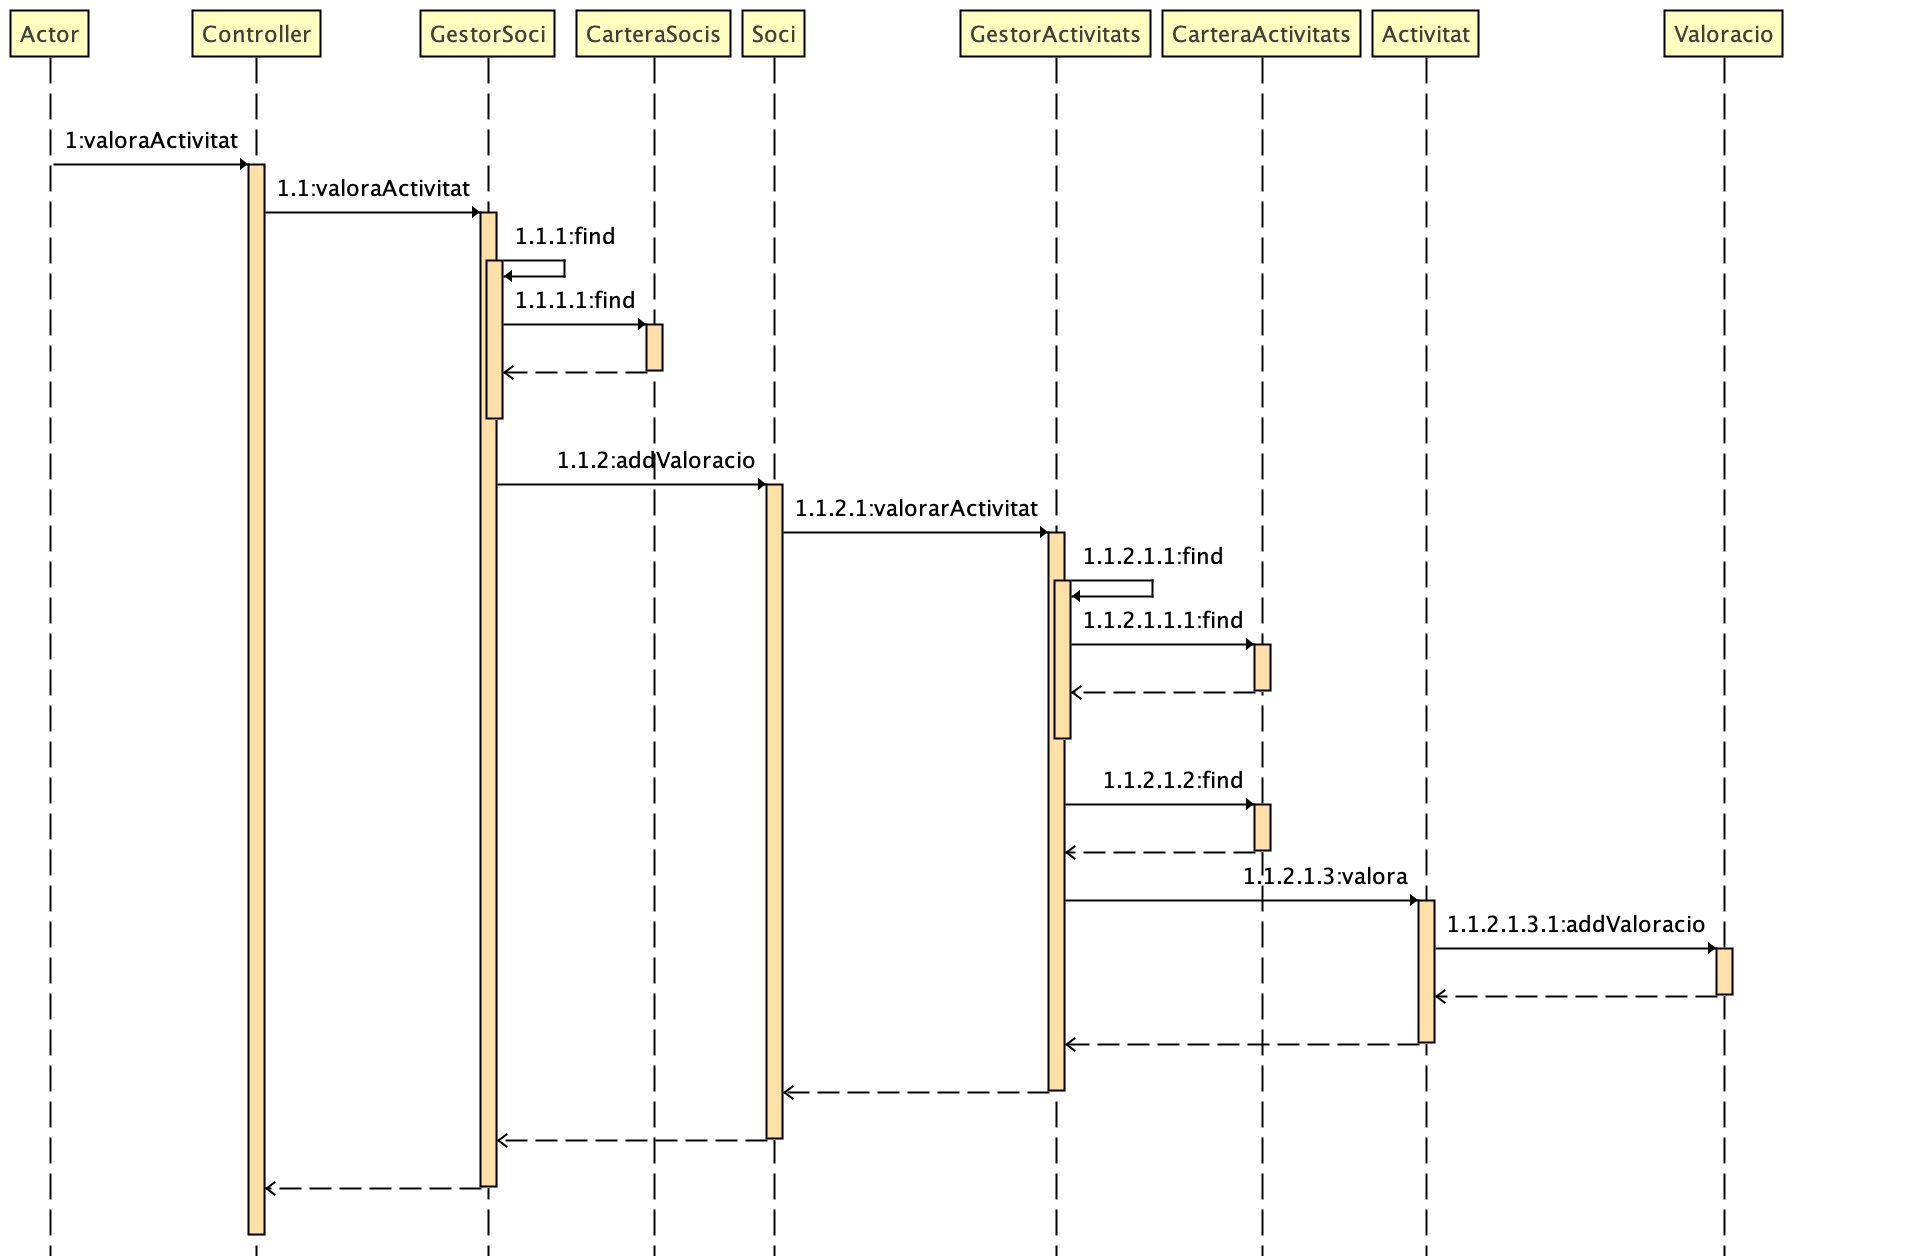 Actor
Controller
GestorSoci
CarteraSocis
Soci
GestorActivitats
CarteraActivitats
Activitat
Valoracio
1:valoraActivitat
1.1:valoraActivitat
1.1.1:find
1.1.1.1:find
1.1.2:addValoracio
1.1.2.1:valorarActivitat
1.1.2.1.1:find
1.1.2.1.1.1:find
1.1.2.1.2:find
1.1.2.1.3:valora
1.1.2.1.3.1:addValoracio